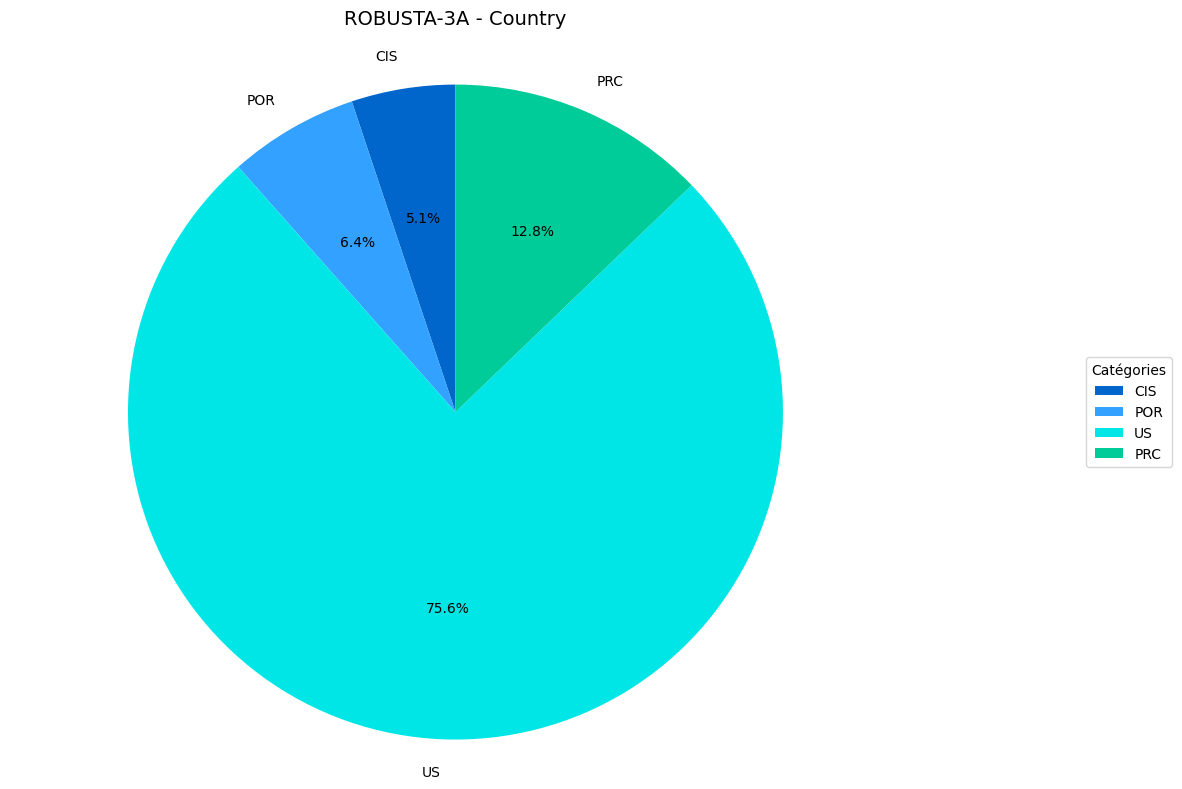 ROBUSTA-3A - Country
CIS
PRC
POR
5.1%
12.8%
6.4%
75.6%
US
Catégories
CIS
POR
US
PRC